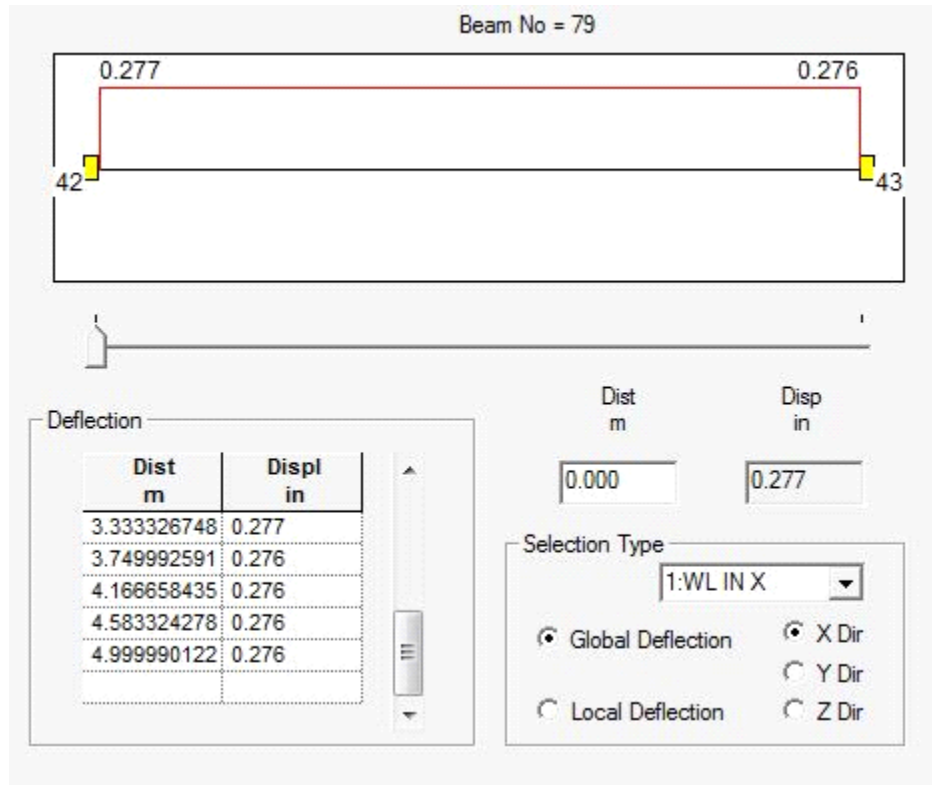 Beam No = 79
0.277 0.276
42 43
Dist Disp
m in
0.000 0.277
Deflection
Dist Displ
m in
3.333326748 0.277
3.749992591 0.276
4.166658435 0.276
4.583324278 0.276
4.999990122 0.276
Selection Type
1:WL IN X
Global Deflection X Dir
Y Dir
Local Deflection Z Dir